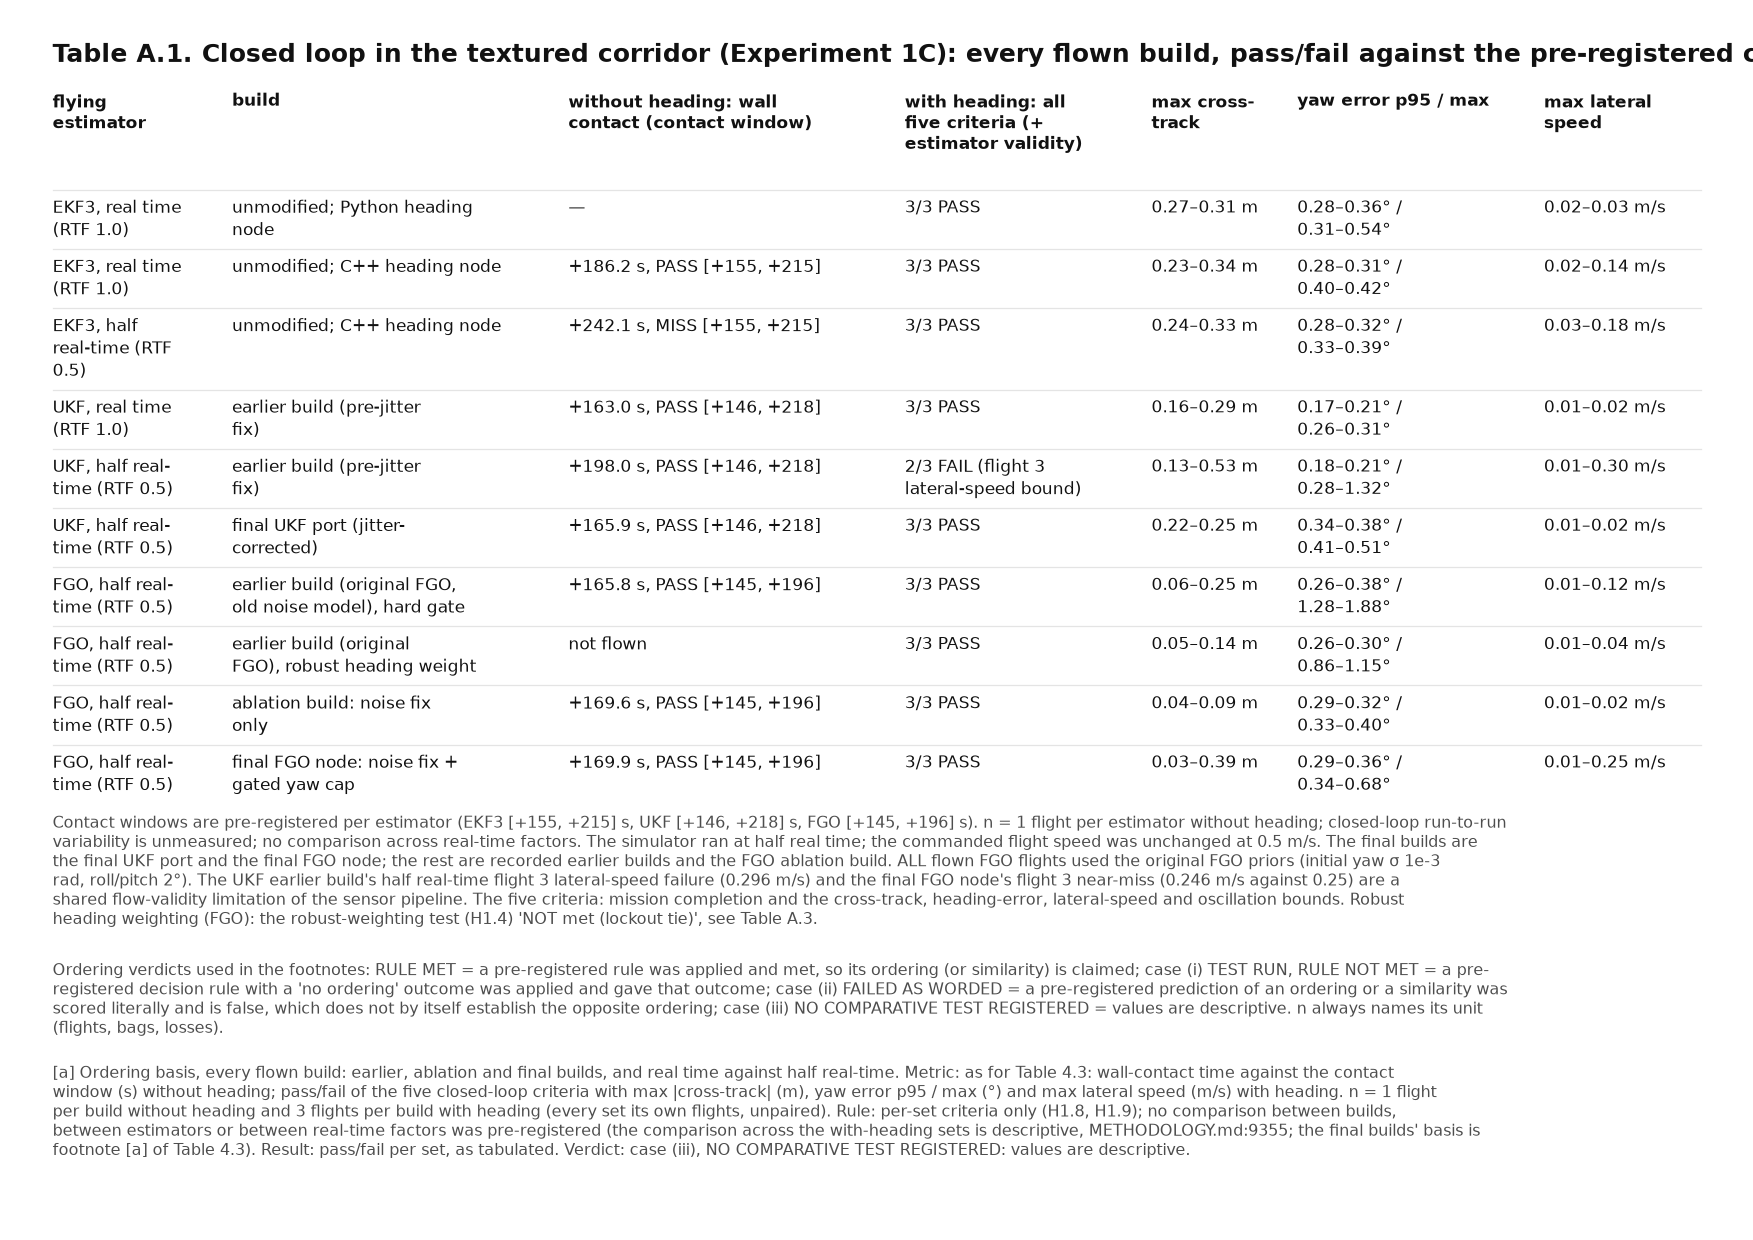 Table A.1. Closed loop in the textured corridor (Experiment 1C): every flown build, pass/fail against the pre-registered
flying estimator | build | without heading: wall contact (contact window) | with heading: all five criteria (+ estimator validity) | max cross-track | yaw error p95 / max | max lateral speed
EKF3, real time (RTF 1.0) | unmodified; Python heading node | — | 3/3 PASS | 0.27–0.31 m | 0.28–0.36° / 0.31–0.54° | 0.02–0.03 m/s
EKF3, real time (RTF 1.0) | unmodified; C++ heading node | +186.2 s, PASS [+155, +215] | 3/3 PASS | 0.23–0.34 m | 0.28–0.31° / 0.40–0.42° | 0.02–0.14 m/s
EKF3, half real-time (RTF 0.5) | unmodified; C++ heading node | +242.1 s, MISS [+155, +215] | 3/3 PASS | 0.24–0.33 m | 0.28–0.32° / 0.33–0.39° | 0.03–0.18 m/s
UKF, real time (RTF 1.0) | earlier build (pre-jitter fix) | +163.0 s, PASS [+146, +218] | 3/3 PASS | 0.16–0.29 m | 0.17–0.21° / 0.26–0.31° | 0.01–0.02 m/s
UKF, half real-time (RTF 0.5) | earlier build (pre-jitter fix) | +198.0 s, PASS [+146, +218] | 2/3 FAIL (flight 3 lateral-speed bound) | 0.13–0.53 m | 0.18–0.21° / 0.28–1.32° | 0.01–0.30 m/s
UKF, half real-time (RTF 0.5) | final UKF port (jitter-corrected) | +165.9 s, PASS [+146, +218] | 3/3 PASS | 0.22–0.25 m | 0.34–0.38° / 0.41–0.51° | 0.01–0.02 m/s
FGO, half real-time (RTF 0.5) | earlier build (original FGO, old noise model), hard gate | +165.8 s, PASS [+145, +196] | 3/3 PASS | 0.06–0.25 m | 0.26–0.38° / 1.28–1.88° | 0.01–0.12 m/s
FGO, half real-time (RTF 0.5) | earlier build (original FGO), robust heading weight | not flown | 3/3 PASS | 0.05–0.14 m | 0.26–0.30° / 0.86–1.15° | 0.01–0.04 m/s
FGO, half real-time (RTF 0.5) | ablation build: noise fix only | +169.6 s, PASS [+145, +196] | 3/3 PASS | 0.04–0.09 m | 0.29–0.32° / 0.33–0.40° | 0.01–0.02 m/s
FGO, half real-time (RTF 0.5) | final FGO node: noise fix + gated yaw cap | +169.9 s, PASS [+145, +196] | 3/3 PASS | 0.03–0.39 m | 0.29–0.36° / 0.34–0.68° | 0.01–0.25 m/s
Contact windows are pre-registered per estimator (EKF3 [+155, +215] s, UKF [+146, +218] s, FGO [+145, +196] s). n = 1 flight per estimator without heading; closed-loop run-to-run
variability is unmeasured; no comparison across real-time factors. The simulator ran at half real time; the commanded flight speed was unchanged at 0.5 m/s. The final builds are
the final UKF port and the final FGO node; the rest are recorded earlier builds and the FGO ablation build. ALL flown FGO flights used the original FGO priors (initial yaw σ 1e-3
rad, roll/pitch 2°). The UKF earlier build's half real-time flight 3 lateral-speed failure (0.296 m/s) and the final FGO node's flight 3 near-miss (0.246 m/s against 0.25) are a
shared flow-validity limitation of the sensor pipeline. The five criteria: mission completion and the cross-track, heading-error, lateral-speed and oscillation bounds. Robust
heading weighting (FGO): the robust-weighting test (H1.4) 'NOT met (lockout tie)', see Table A.3.
Ordering verdicts used in the footnotes: RULE MET = a pre-registered rule was applied and met, so its ordering (or similarity) is claimed; case (i) TEST RUN, RULE NOT MET = a pre-
registered decision rule with a 'no ordering' outcome was applied and gave that outcome; case (ii) FAILED AS WORDED = a pre-registered prediction of an ordering or a similarity was
scored literally and is false, which does not by itself establish the opposite ordering; case (iii) NO COMPARATIVE TEST REGISTERED = values are descriptive. n always names its unit
(flights, bags, losses).
[a] Ordering basis, every flown build: earlier, ablation and final builds, and real time against half real-time. Metric: as for Table 4.3: wall-contact time against the contact
window (s) without heading; pass/fail of the five closed-loop criteria with max |cross-track| (m), yaw error p95 / max (°) and max lateral speed (m/s) with heading. n = 1 flight
per build without heading and 3 flights per build with heading (every set its own flights, unpaired). Rule: per-set criteria only (H1.8, H1.9); no comparison between builds,
between estimators or between real-time factors was pre-registered (the comparison across the with-heading sets is descriptive, METHODOLOGY.md:9355; the final builds' basis is
footnote [a] of Table 4.3). Result: pass/fail per set, as tabulated. Verdict: case (iii), NO COMPARATIVE TEST REGISTERED: values are descriptive.